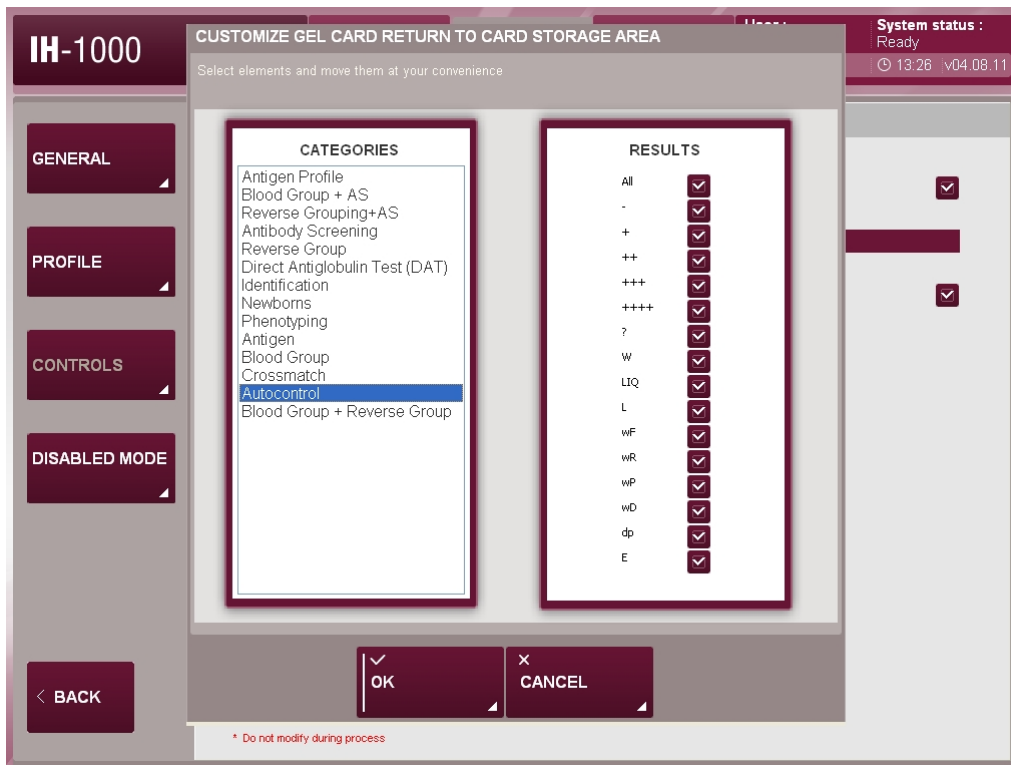 IH-1000
System status :
Ready
13:26 v04.08.11
CUSTOMIZE GEL CARD RETURN TO CARD STORAGE AREA
Select elements and move them at your convenience
GENERAL
PROFILE
CONTROLS
DISABLED MODE
< BACK
CATEGORIES
Antigen Profile
Blood Group + AS
Reverse Grouping+AS
Antibody Screening
Reverse Group
Direct Antiglobulin Test (DAT)
Identification
Newborns
Phenotyping
Antigen
Blood Group
Crossmatch
Autocontrol
Blood Group + Reverse Group
RESULTS
All
-
+
++
+++
++++
?
W
LIQ
L
wF
wR
wP
wD
dp
E
OK
CANCEL
* Do not modify during process